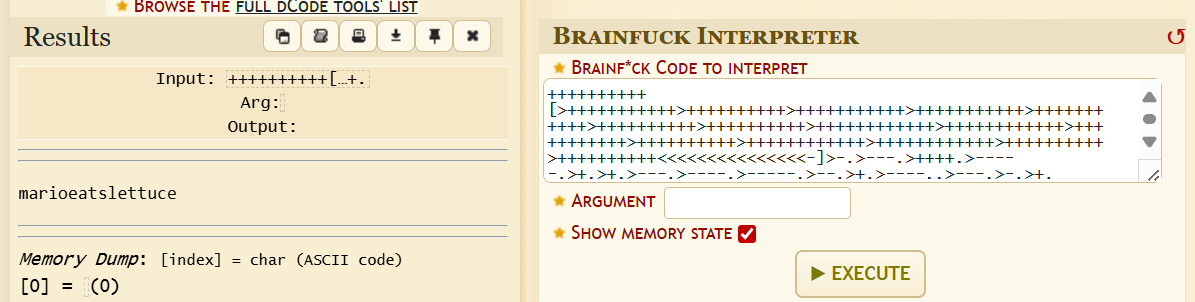 BROWSE THE FULL DCODE TOOLS' LIST
Results
Input: ++++++++++[…+.
Arg:
Output:
marioeatslettuce
Memory Dump: [index] = char (ASCII code)
[0] = (0)
BRAINFUCK INTERPRETER
BRAINF*CK CODE TO INTERPRET
++++++++++
[>+++++++++++>++++++++++>+++++++++++>+++++++++++>+++++++
++++>++++++++++>++++++++++>++++++++++++>++++++++++++>+++
++++++++>++++++++++>++++++++++++>++++++++++++>++++++++++
>++++++++++<<<<<<<<<<<<<<<-]>-.>---.>++++.>----
-.>+.>+.>---.>----.>-----.>--.>+.>----..>---.>-.>+.
ARGUMENT
SHOW MEMORY STATE
EXECUTE